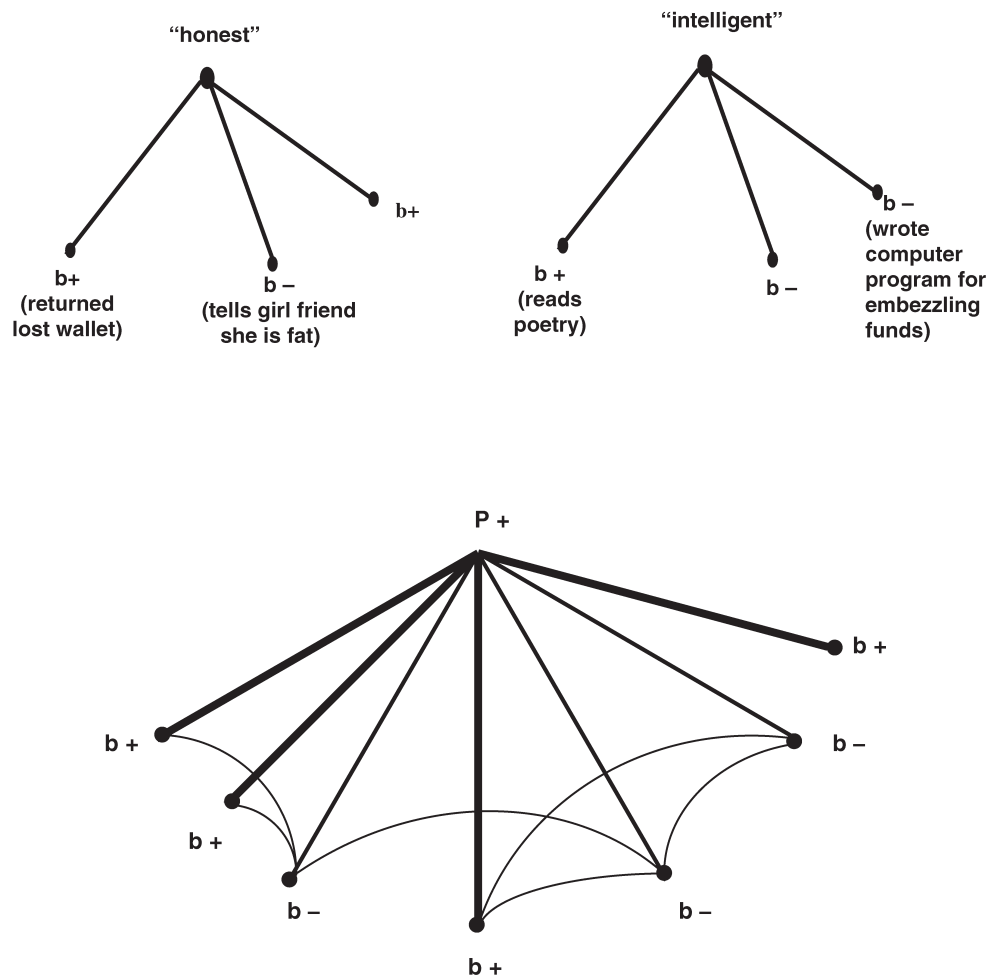 “honest”
“intelligent”
b+
b+
(returned
lost wallet)
b –
(tells girl friend
she is fat)
b +
(reads
poetry)
b –
b –
(wrote
computer
program for
embezzling
funds)
P +
b +
b +
b –
b +
b –
b –
b +